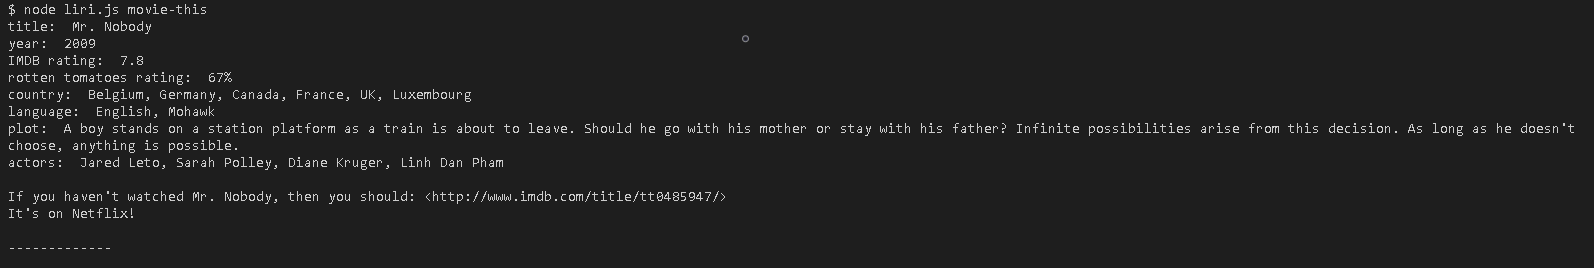 $ node liri.js movie-this
title:  Mr. Nobody
year:  2009
IMDB rating:  7.8
rotten tomatoes rating:  67%
country:  Belgium, Germany, Canada, France, UK, Luxembourg
language:  English, Mohawk
plot:  A boy stands on a station platform as a train is about to leave. Should he go with his mother or stay with his father? Infinite possibilities arise from this decision. As long as he doesn't
choose, anything is possible.
actors:  Jared Leto, Sarah Polley, Diane Kruger, Linh Dan Pham

If you haven't watched Mr. Nobody, then you should: <http://www.imdb.com/title/tt0485947/>
It's on Netflix!

-------------